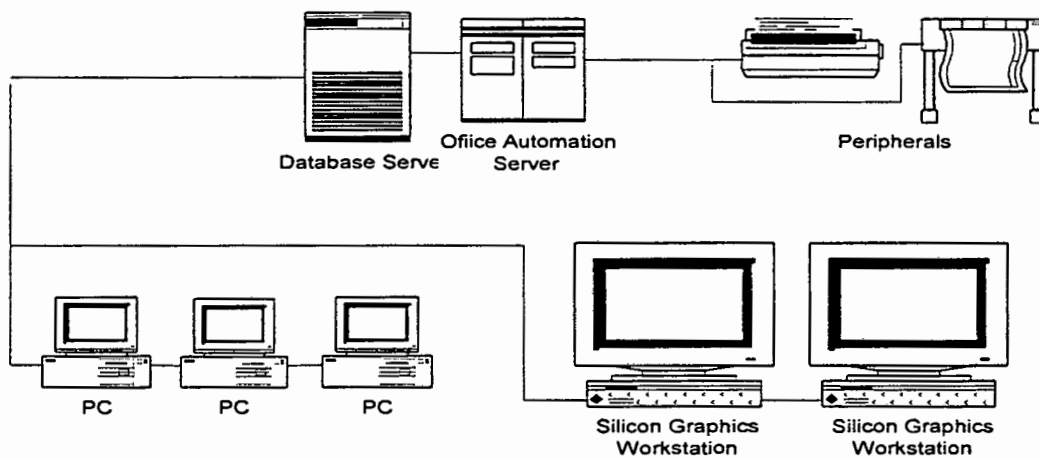 Database Serve
Ofiice Automation
Server
Peripherals
PC
PC
PC
Silicon Graphics
Workstation
Silicon Graphics
Workstation